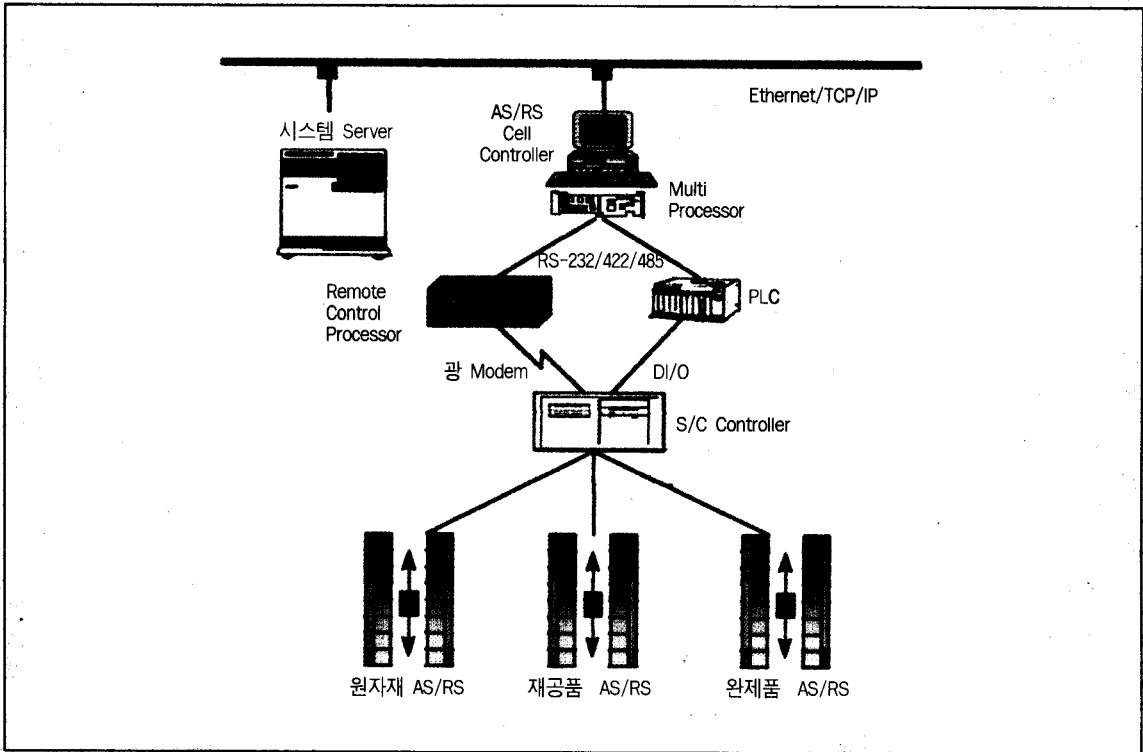 Ethernet/TCP/IP
시스템 Server
AS/RS
Cell
Controller
Multi
Processor
RS-232/422/485
Remote
Control
Processor
PLC
광 Modem
DI/O
S/C Controller
원자재 AS/RS
재공품 AS/RS
완제품 AS/RS